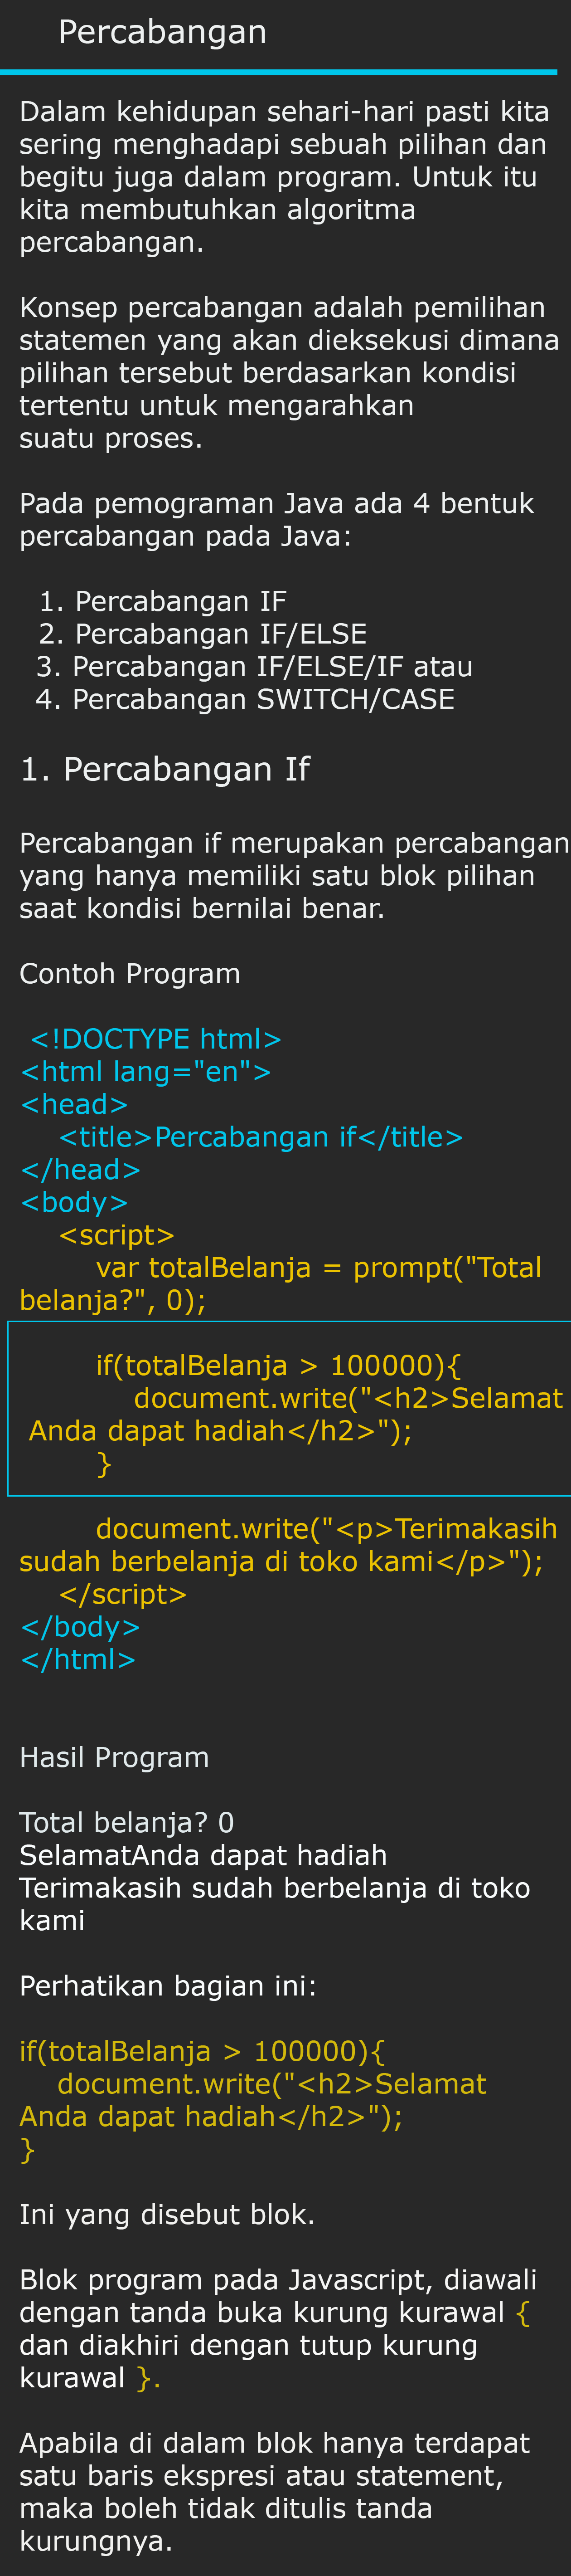 Percabangan
Dalam kehidupan sehari-hari pasti kita
sering menghadapi sebuah pilihan dan
begitu juga dalam program. Untuk itu
kita membutuhkan algoritma
percabangan.
Konsep percabangan adalah pemilihan
statemen yang akan dieksekusi dimana
pilihan tersebut berdasarkan kondisi
tertentu untuk mengarahkan
suatu proses.
Pada pemograman Java ada 4 bentuk
percabangan pada Java:
1. Percabangan IF
2. Percabangan IF/ELSE
3. Percabangan IF/ELSE/IF atau
4. Percabangan SWITCH/CASE
1. Percabangan If
Percabangan if merupakan percabangan
yang hanya memiliki satu blok pilihan
saat kondisi bernilai benar.
Contoh Program
<!DOCTYPE html>
<html lang="en">
<head>
<title>Percabangan if</title>
</head>
<body>
<script>
var totalBelanja = prompt("Total
belanja?", 0);
if(totalBelanja > 100000){
document.write("<h2>Selamat
Anda dapat hadiah</h2>");
}
document.write("<p>Terimakasih
sudah berbelanja di toko kami</p>");
</script>
</body>
</html>
Hasil Program
Total belanja? 0
SelamatAnda dapat hadiah
Terimakasih sudah berbelanja di toko
kami
Perhatikan bagian ini:
if(totalBelanja > 100000){
document.write("<h2>Selamat
Anda dapat hadiah</h2>");
}
Ini yang disebut blok.
Blok program pada Javascript, diawali
dengan tanda buka kurung kurawal {
dan diakhiri dengan tutup kurung
kurawal }.
Apabila di dalam blok hanya terdapat
satu baris ekspresi atau statement,
maka boleh tidak ditulis tanda
kurungnya.